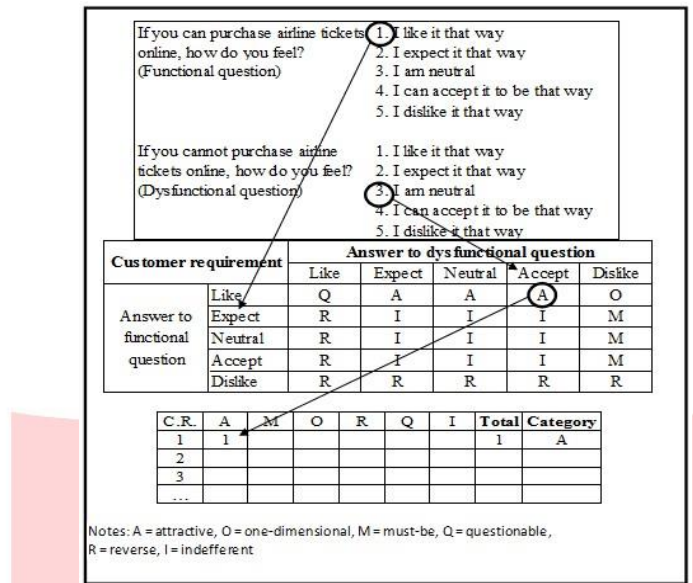 If you can purchase airline tickets 1. I like it that way
online, how do you feel? 2. I expect it that way
(Functional question) 3. I am neutral
4. I can accept it to be that way
5. I dislike it that way
If you cannot purchase airline 1. I like it that way
tickets online, how do you feel? 2. I expect it that way
(Dysfunctional question) 3. I am neutral
4. I can accept it to be that way
5. I dislike it that way
Customer requirement Answer to dysfunctional question
Like Expect Neutral Accept Dislike
Answer to functional question Like Q A A A O
Expect R I I I M
Neutral R I I I M
Accept R I I I M
Dislike R R R R R
C.R. A M O R Q I Total Category
1 1 1 A
2
3
...
Notes: A = attractive, O = one-dimensional, M = must-be, Q = questionable,
R = reverse, I = indefferent